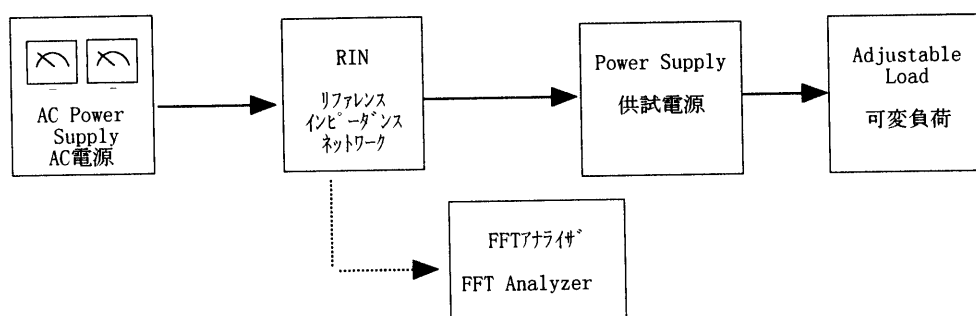 AC Power
Supply
AC電源
RIN
リファレンス
インピーダンス
ネットワーク
Power Supply
供試電源
Adjustable
Load
可変負荷
FFTアナライザ
FFT Analyzer